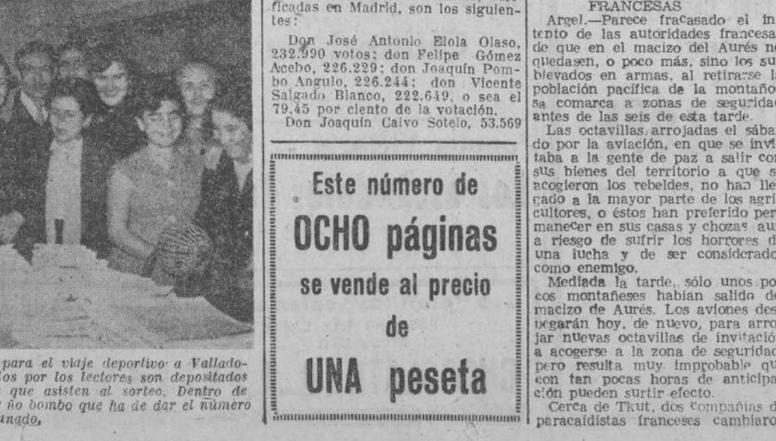 ficadas en Madrid, son los siguien-
tes:
Don José Antonio Elola Olaso,
232.990 votos; don Felipe Gómez
Acebo, 226.229; don Joaquín Pom-
bo Angulo, 226.244; don Vicente
Salgado Blanco, 222.649, o sea el
79,45 por ciento de la votación.
Don Joaquín Calvo Sotelo, 53.569
Este número de
OCHO páginas
se vende al precio
de
UNA peseta
para el viaje deportivo a Vallado-
os por los lectores son depositados
que asisten al sorteo. Dentro de
ño bombo que ha de dar el número
FRANCESAS
Argel.—Parece fracasado el in-
tento de las autoridades francesa
de que en el macizo del Aurés n
quedasen, o poco más, sino los su
blevados en armas, al retirarse l
población pacífica de la montaño
sa comarca a zonas de segurida
antes de las seis de esta tarde.
Las octavillas arrojadas el sába
do por la aviación, en que se invi
taba a la gente de paz a salir con
sus bienes del territorio a que s
acogieron los rebeldes, no han lle
gado a la mayor parte de los agri
cultores, o éstos han preferido per
manecer en sus casas y chozas au
a riesgo de sufrir los horrores d
una lucha y de ser considerado
como enemigo.
Mediada la tarde, sólo unos po
cos montañeses habían salido de
macizo de Aurés. Los aviones des
pegarán hoy, de nuevo, para arro
jar nuevas octavillas de invitació
a acogerse a la zona de seguridad
pero resulta muy improbable qu
con tan pocas horas de anticipa
ción pueden surtir efecto.
Cerca de Tkut, dos compañías d
paracaidistas franceses cambiaro